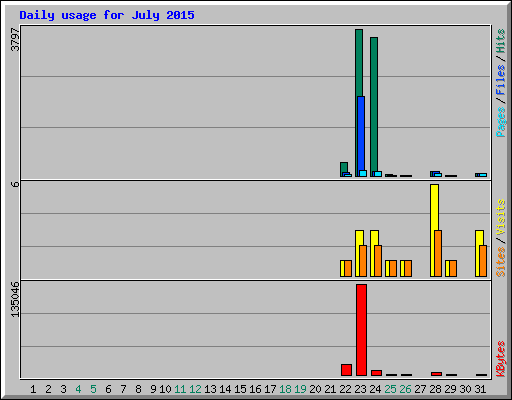 Daily usage for July 2015
3797
Pages / Files / Hits
6
Sites / Visits
135046
KBytes
1 2 3 4 5 6 7 8 9 10 11 12 13 14 15 16 17 18 19 20 21 22 23 24 25 26 27 28 29 30 31